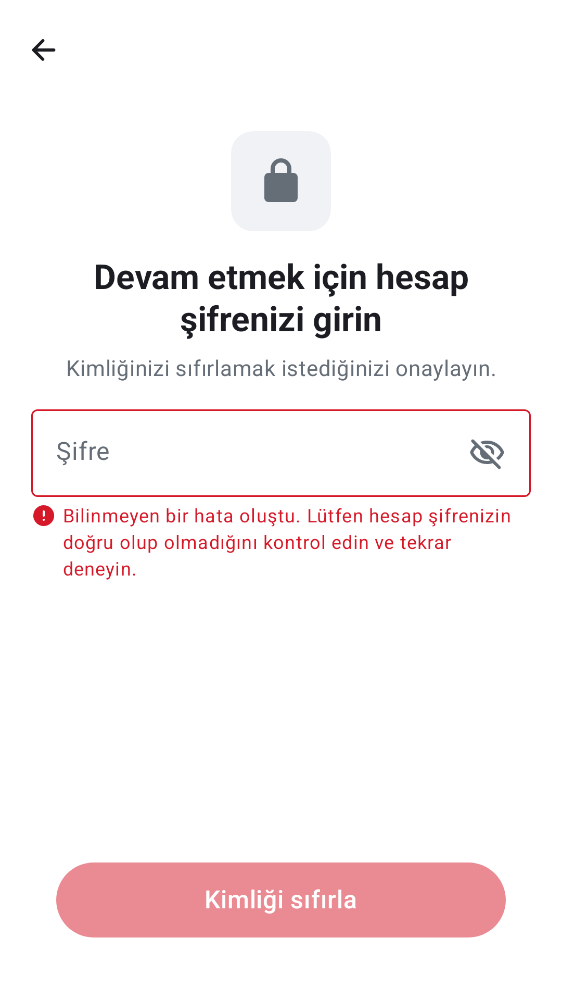 Devam etmek için hesap
şifrenizi girin
Kimliğinizi sıfırlamak istediğinizi onaylayın.
Şifre
Bilinmeyen bir hata oluştu. Lütfen hesap şifrenizin
doğru olup olmadığını kontrol edin ve tekrar
deneyin.
Kimliği sıfırla